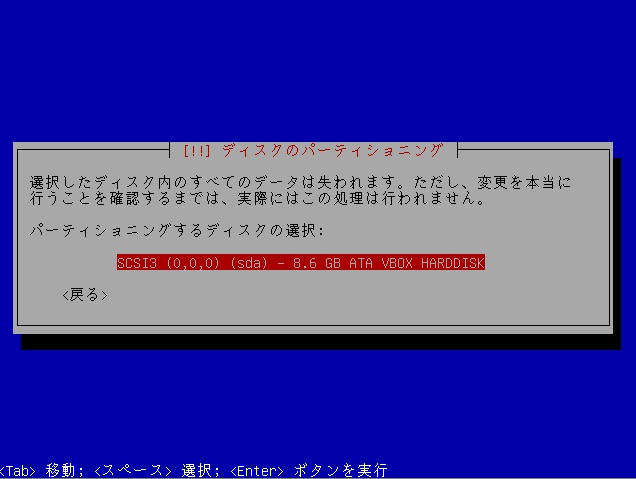 [!!] ディスクのパーティショニング
選択したディスク内のすべてのデータは失われます。ただし、変更を本当に
行うことを確認するまでは、実際にはこの処理は行われません。
パーティショニングするディスクの選択:
SCSI3 (0,0,0) (sda) - 8.6 GB ATA VBOX HARDDISK
<戻る>
<Tab> 移動; <スペース> 選択; <Enter> ボタンを実行